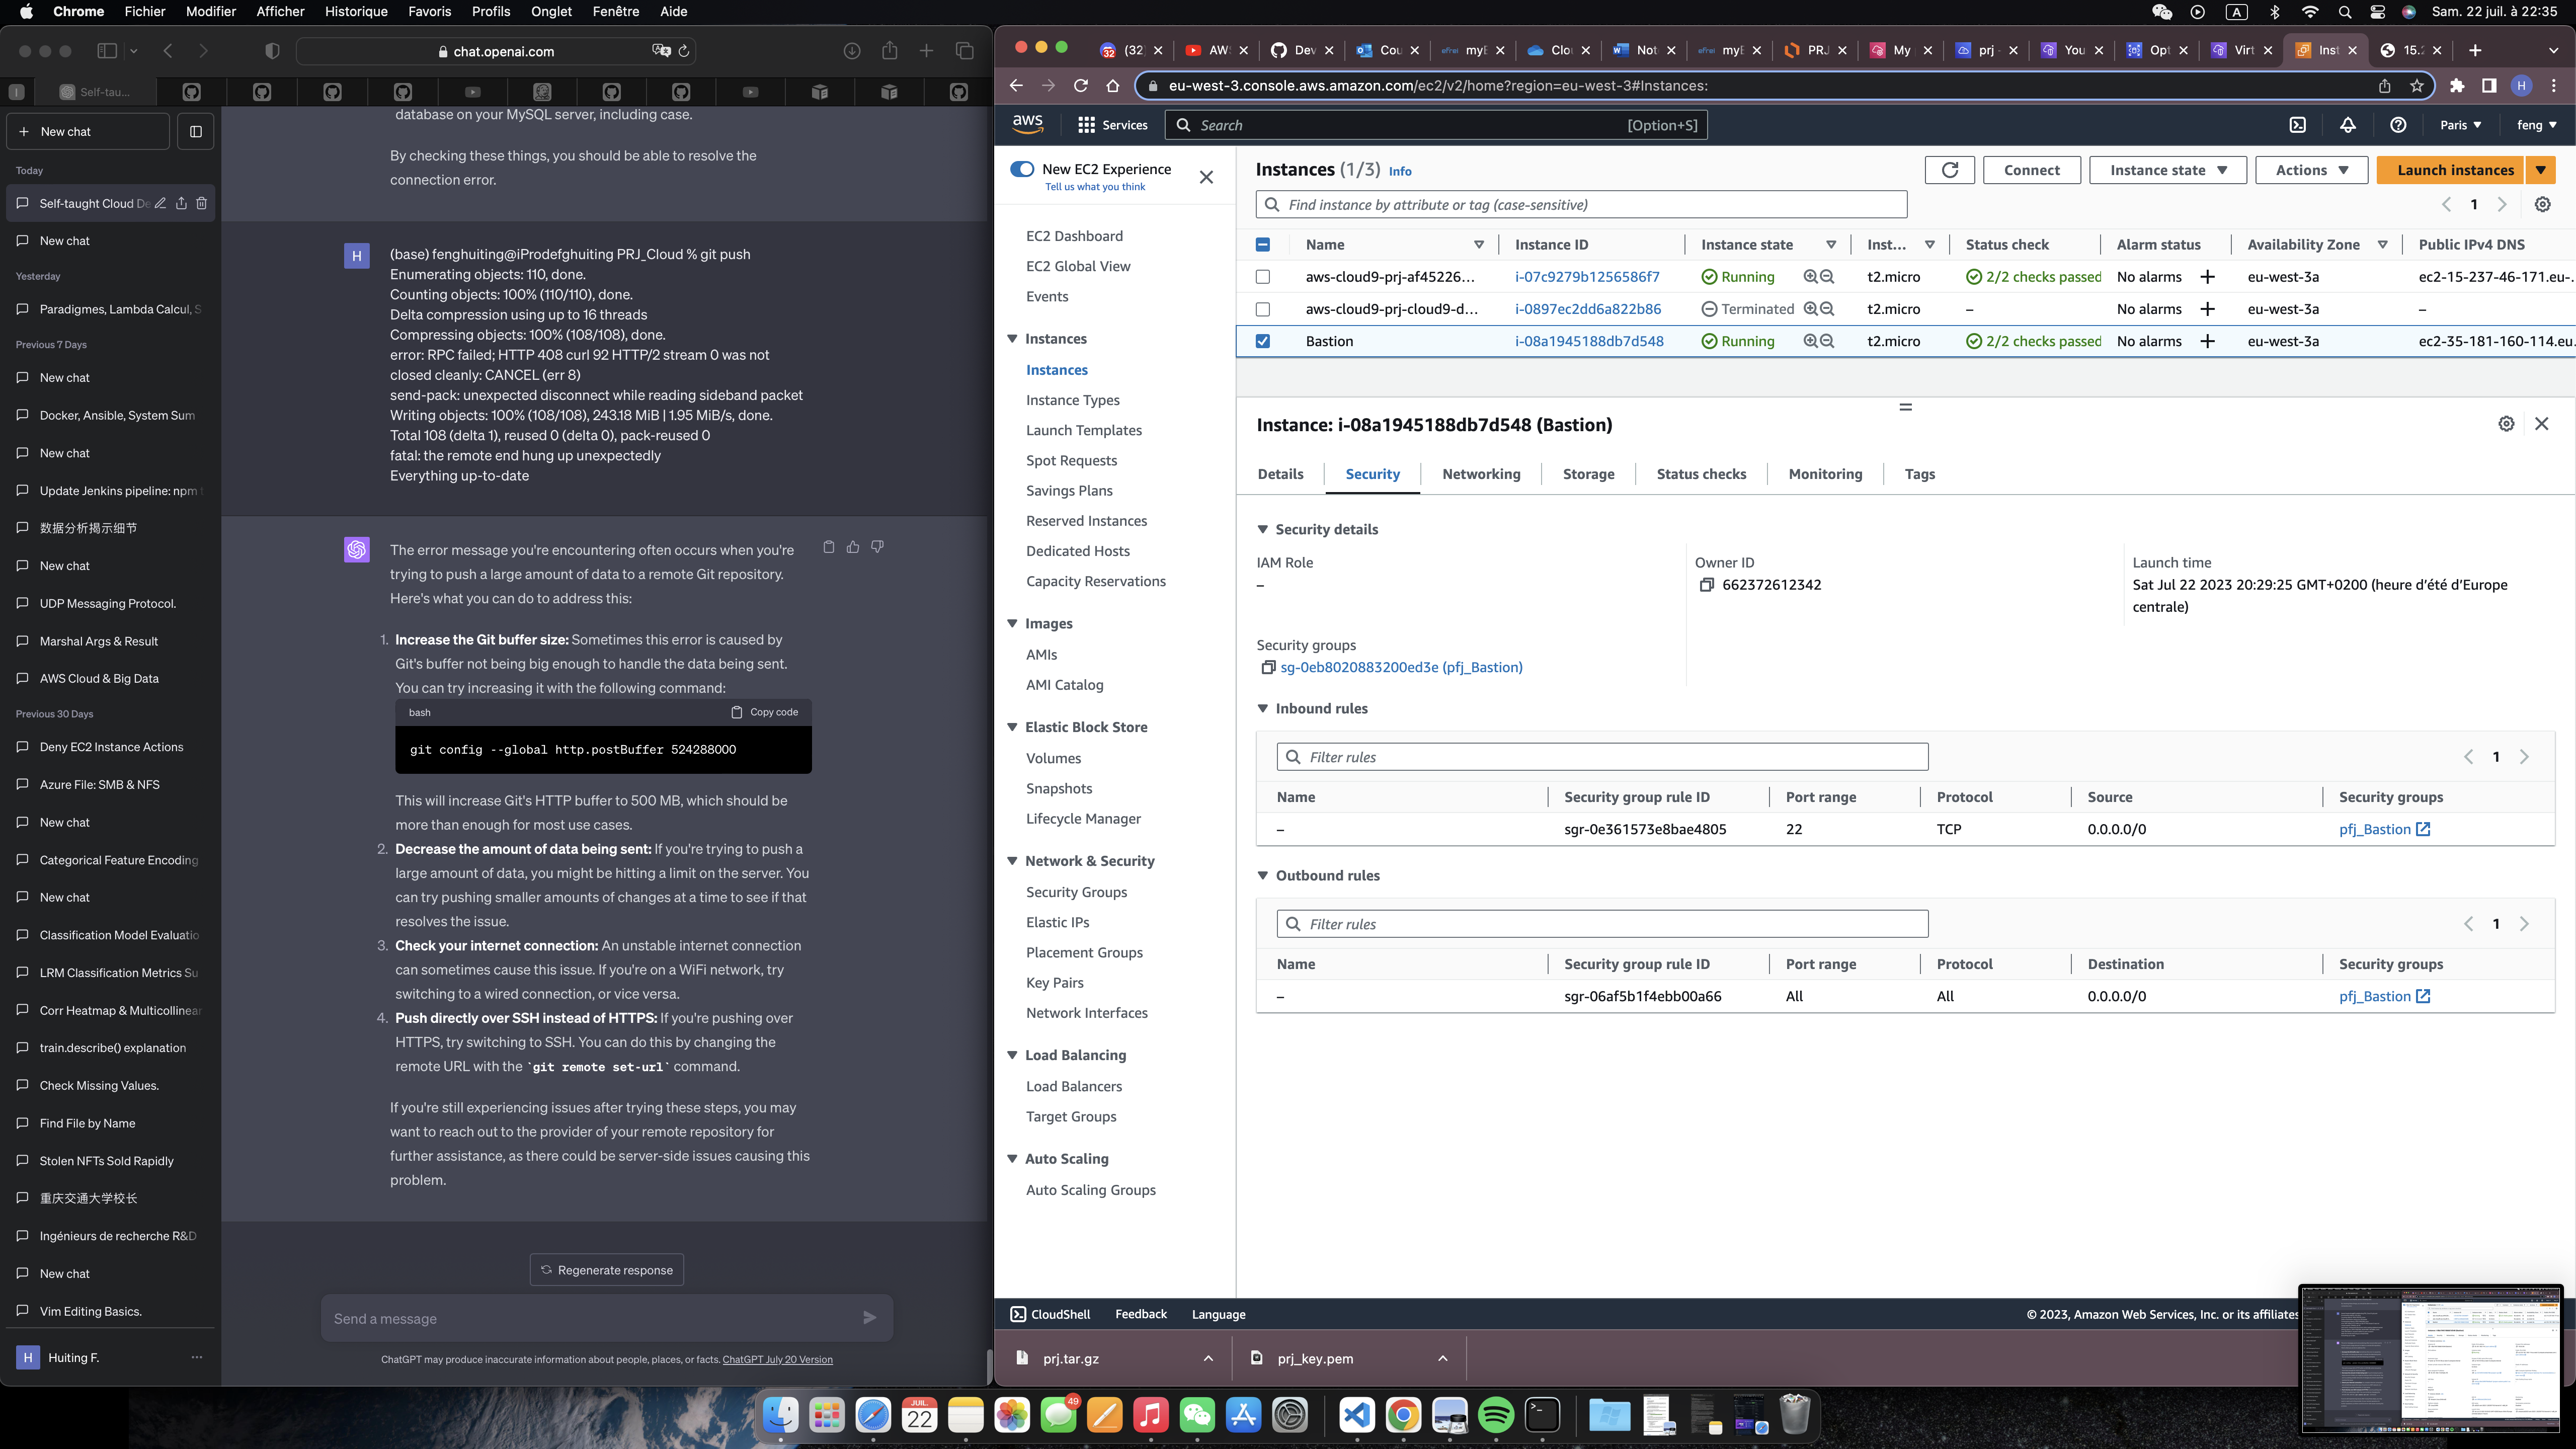 Chrome Fichier Modifier Afficher Historique Favoris Profils Onglet Fenêtre Aide
A
Sam. 22 juil. à 22:35
chat.openai.com
Self-tau...
New chat
Today
Self-taught Cloud De
New chat
Yesterday
Paradigmes, Lambda Calcul, S
Previous 7 Days
New chat
Docker, Ansible, System Sum
New chat
Update Jenkins pipeline: npm
数据分析揭示细节
New chat
UDP Messaging Protocol.
Marshal Args & Result
AWS Cloud & Big Data
Previous 30 Days
Deny EC2 Instance Actions
Azure File: SMB & NFS
New chat
Categorical Feature Encoding
New chat
Classification Model Evaluatio
LRM Classification Metrics Su
Corr Heatmap & Multicollinear
train.describe() explanation
Check Missing Values.
Find File by Name
Stolen NFTs Sold Rapidly
重庆交通大学校长
Ingénieurs de recherche R&D
New chat
Vim Editing Basics.
H Huiting F. ...
database on your MySQL server, including case.
By checking these things, you should be able to resolve the
connection error.
H
(base) fenghuiting@iProdefghuiting PRJ_Cloud % git push
Enumerating objects: 110, done.
Counting objects: 100% (110/110), done.
Delta compression using up to 16 threads
Compressing objects: 100% (108/108), done.
error: RPC failed; HTTP 408 curl 92 HTTP/2 stream 0 was not
closed cleanly: CANCEL (err 8)
send-pack: unexpected disconnect while reading sideband packet
Writing objects: 100% (108/108), 243.18 MiB | 1.95 MiB/s, done.
Total 108 (delta 1), reused 0 (delta 0), pack-reused 0
fatal: the remote end hung up unexpectedly
Everything up-to-date
The error message you're encountering often occurs when you're
trying to push a large amount of data to a remote Git repository.
Here's what you can do to address this:
1. Increase the Git buffer size: Sometimes this error is caused by
Git's buffer not being big enough to handle the data being sent.
You can try increasing it with the following command:
bash Copy code
git config --global http.postBuffer 524288000
This will increase Git's HTTP buffer to 500 MB, which should be
more than enough for most use cases.
2. Decrease the amount of data being sent: If you're trying to push a
large amount of data, you might be hitting a limit on the server. You
can try pushing smaller amounts of changes at a time to see if that
resolves the issue.
3. Check your internet connection: An unstable internet connection
can sometimes cause this issue. If you're on a WiFi network, try
switching to a wired connection, or vice versa.
4. Push directly over SSH instead of HTTPS: If you're pushing over
HTTPS, try switching to SSH. You can do this by changing the
remote URL with the `git remote set-url` command.
If you're still experiencing issues after trying these steps, you may
want to reach out to the provider of your remote repository for
further assistance, as there could be server-side issues causing this
problem.
Regenerate response
Send a message
ChatGPT may produce inaccurate information about people, places, or facts. ChatGPT July 20 Version
(32) AW Dev Cou myE Clou Not myE PRJ My prj You Opt Virt Inst 15.2
eu-west-3.console.aws.amazon.com/ec2/v2/home?region=eu-west-3#Instances:
H
aws Services Search [Option+S] Paris feng
New EC2 Experience
Tell us what you think
EC2 Dashboard
EC2 Global View
Events
Instances
Instances
Instance Types
Launch Templates
Spot Requests
Savings Plans
Reserved Instances
Dedicated Hosts
Capacity Reservations
Images
AMIs
AMI Catalog
Elastic Block Store
Volumes
Snapshots
Lifecycle Manager
Network & Security
Security Groups
Elastic IPs
Placement Groups
Key Pairs
Network Interfaces
Load Balancing
Load Balancers
Target Groups
Auto Scaling
Auto Scaling Groups
Instances (1/3) Info Connect Instance state Actions Launch instances
Find instance by attribute or tag (case-sensitive) 1
Name Instance ID Instance state Inst... Status check Alarm status Availability Zone Public IPv4 DNS
aws-cloud9-prj-af45226... i-07c9279b1256586f7 Running t2.micro 2/2 checks passed No alarms eu-west-3a ec2-15-237-46-171.eu-...
aws-cloud9-prj-cloud9-d... i-0897ec2dd6a822b86 Terminated t2.micro – No alarms eu-west-3a –
Bastion i-08a1945188db7d548 Running t2.micro 2/2 checks passed No alarms eu-west-3a ec2-35-181-160-114.eu
Instance: i-08a1945188db7d548 (Bastion)
Details Security Networking Storage Status checks Monitoring Tags
Security details
IAM Role Owner ID Launch time
– 662372612342 Sat Jul 22 2023 20:29:25 GMT+0200 (heure d’été d’Europe
centrale)
Security groups
sg-0eb8020883200ed3e (pfj_Bastion)
Inbound rules
Filter rules 1
Name Security group rule ID Port range Protocol Source Security groups
– sgr-0e361573e8bae4805 22 TCP 0.0.0.0/0 pfj_Bastion
Outbound rules
Filter rules 1
Name Security group rule ID Port range Protocol Destination Security groups
– sgr-06af5b1f4ebb00a66 All All 0.0.0.0/0 pfj_Bastion
CloudShell Feedback Language © 2023, Amazon Web Services, Inc. or its affiliates
prj.tar.gz prj_key.pem
JUIL.
22
49